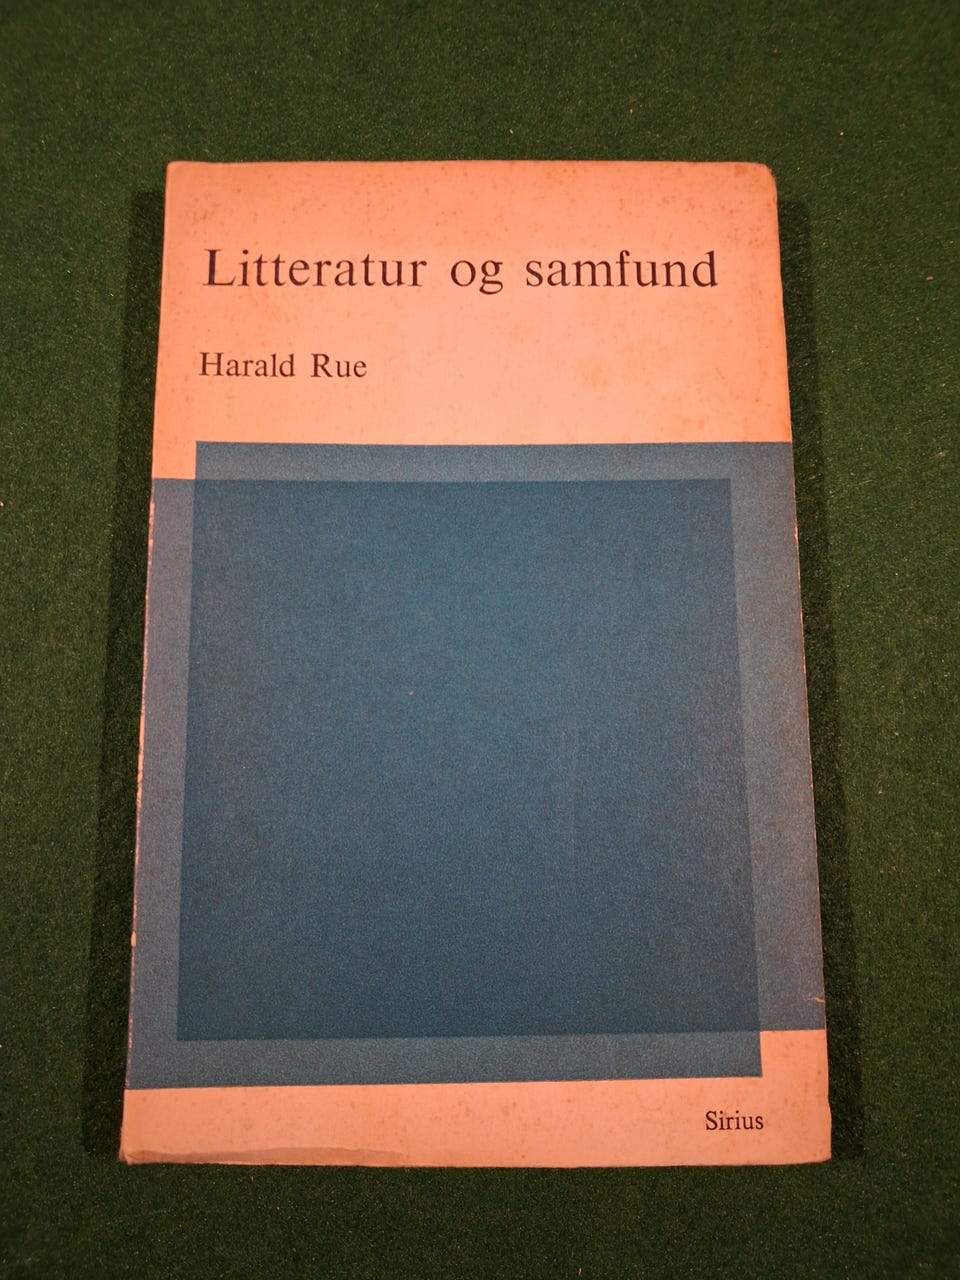 Litteratur og samfund
Harald Rue
Sirius